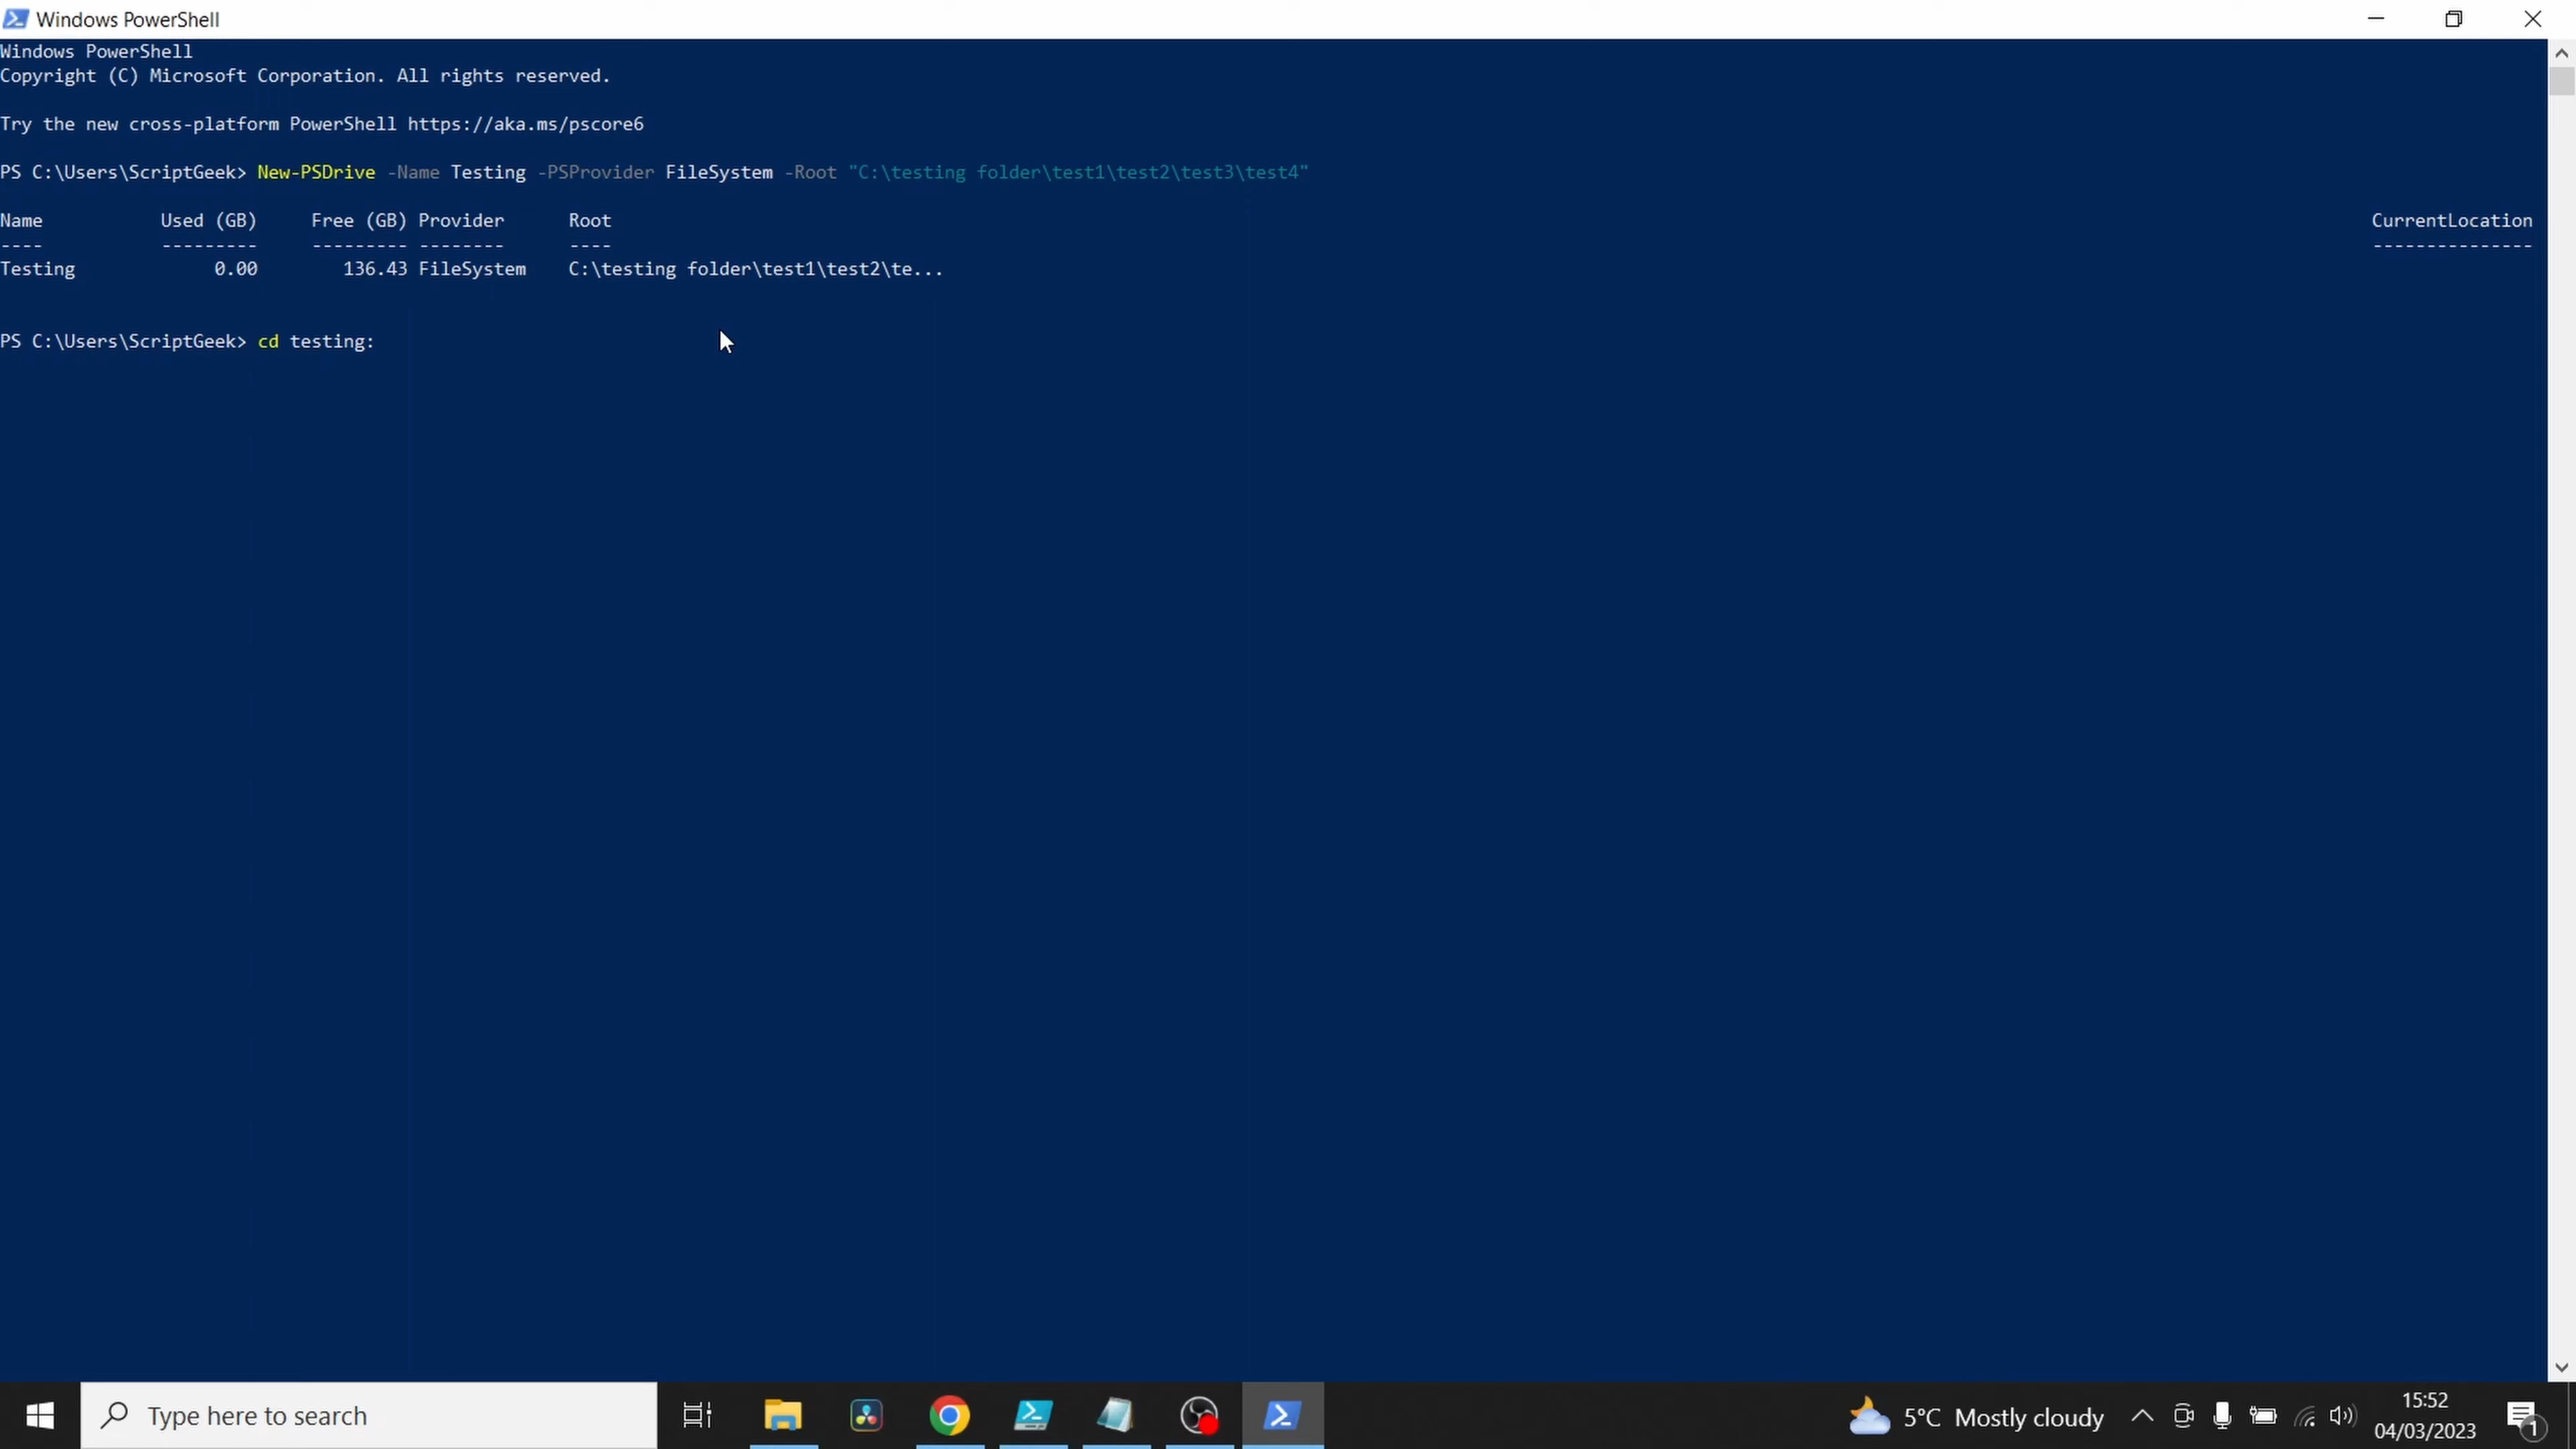 Windows PowerShell
Windows PowerShell
Copyright (C) Microsoft Corporation. All rights reserved.
Try the new cross-platform PowerShell https://aka.ms/pscore6
PS C:\Users\ScriptGeek> New-PSDrive -Name Testing -PSProvider FileSystem -Root "C:\testing folder\test1\test2\test3\test4"
Name Used (GB) Free (GB) Provider Root CurrentLocation
---- --------- --------- -------- ---- ---------------
Testing 0.00 136.43 FileSystem C:\testing folder\test1\test2\te...
PS C:\Users\ScriptGeek> cd testing:
Type here to search
5°C Mostly cloudy
15:52
04/03/2023
1